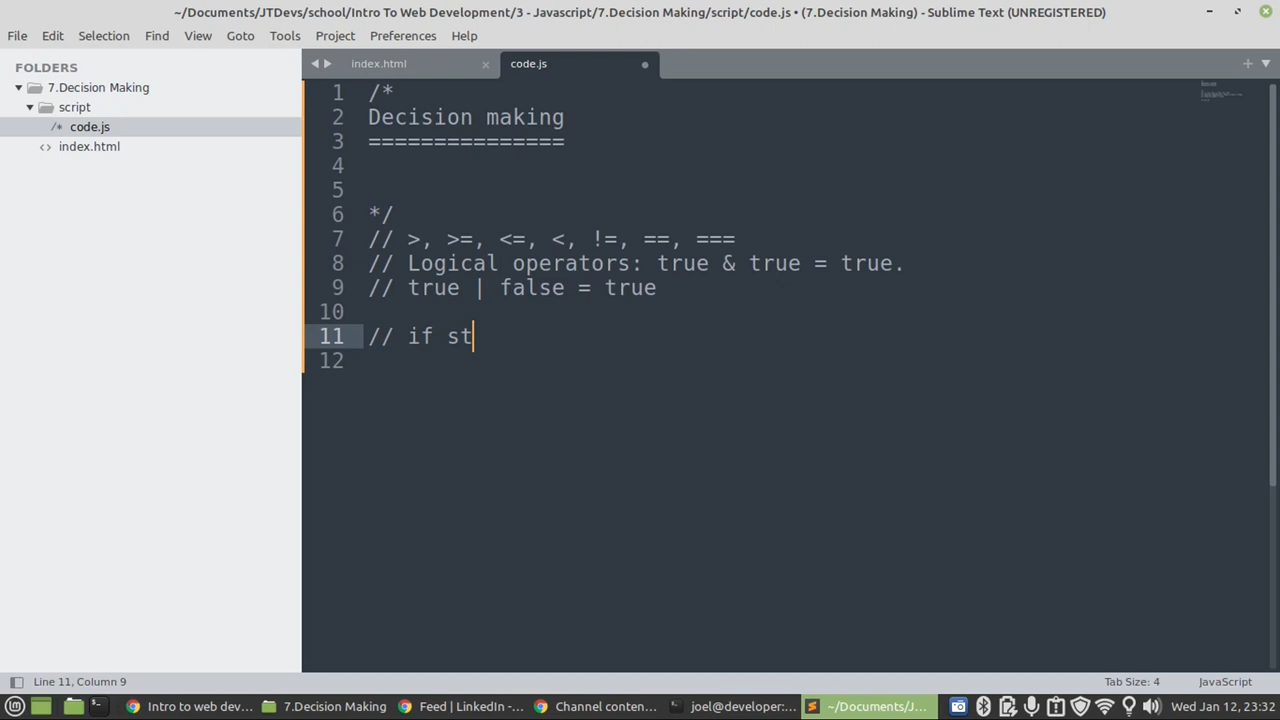 ~/Documents/JTDevs/school/Intro To Web Development/3 - Javascript/7.Decision Making/script/code.js • (7.Decision Making) - Sublime Text (UNREGISTERED)
File Edit Selection Find View Goto Tools Project Preferences Help
FOLDERS
7.Decision Making
script
/* code.js
<> index.html
index.html
code.js
1 /*
2 Decision making
3 ===============
4
5
6 */
7 // >, >=, <=, <, !=, ==, ===
8 // Logical operators: true & true = true.
9 // true | false = true
10
11 // if st
12
Line 11, Column 9
Tab Size: 4
JavaScript
Intro to web dev...
7.Decision Making
Feed | LinkedIn -...
Channel conten...
joel@developer:...
~/Documents/J...
Wed Jan 12, 23:32